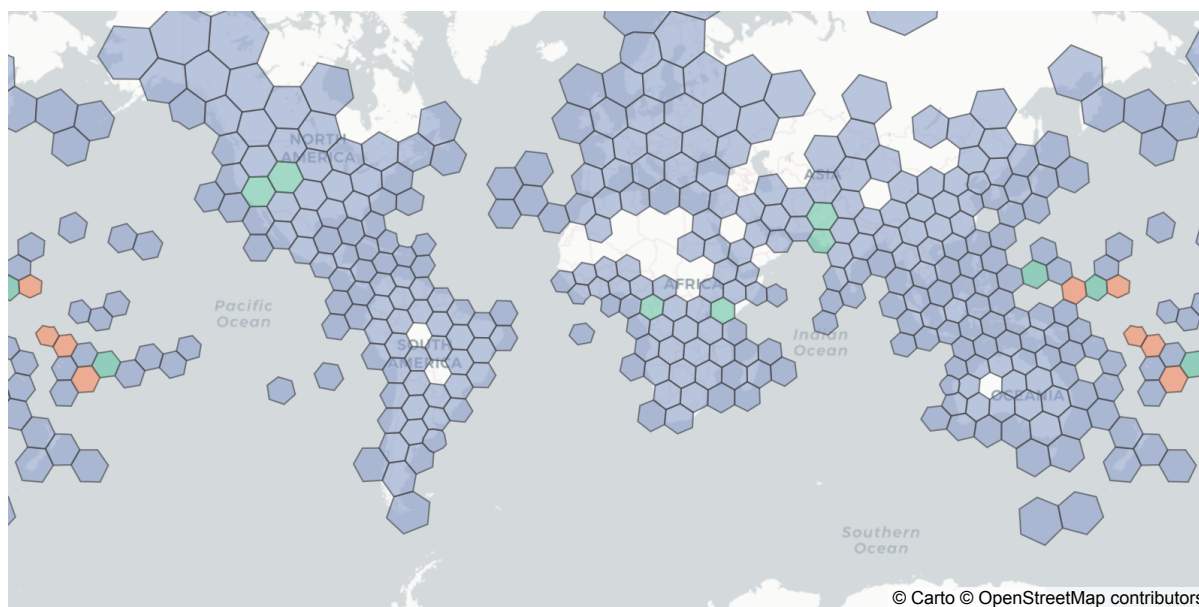 NORTH
AMERICA
ASIA
Pacific
Ocean
AFRICA
SOUTH
AMERICA
Indian
Ocean
OCEANIA
Southern
Ocean
© Carto © OpenStreetMap contributors